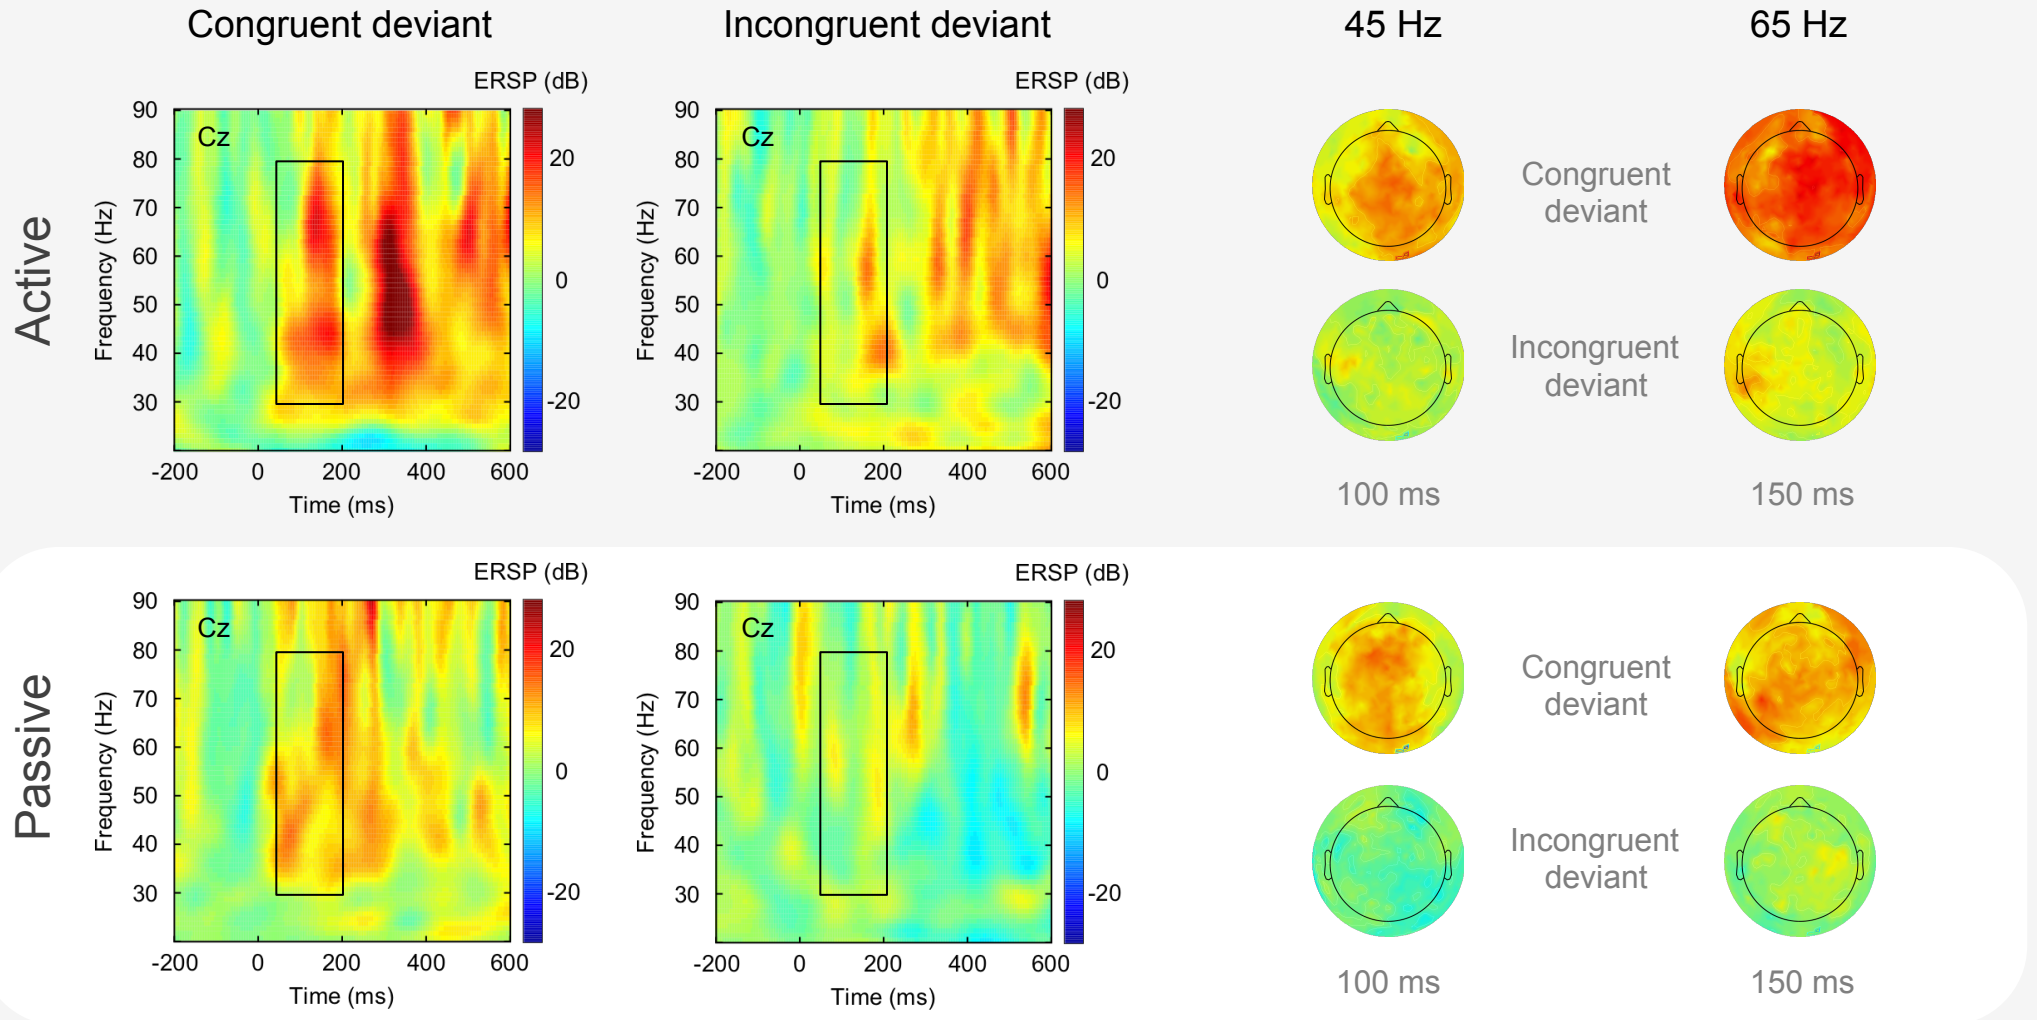 Congruent deviant
Incongruent deviant
45 Hz
65 Hz
Active
ERSP (dB)
Cz
90
80
70
60
50
40
30
Frequency (Hz)
-200 0 200 400 600
Time (ms)
20
0
-20
ERSP (dB)
Cz
90
80
70
60
50
40
30
Frequency (Hz)
-200 0 200 400 600
Time (ms)
20
0
-20
Congruent
deviant
Incongruent
deviant
100 ms
150 ms
Passive
ERSP (dB)
Cz
90
80
70
60
50
40
30
Frequency (Hz)
-200 0 200 400 600
Time (ms)
20
0
-20
ERSP (dB)
Cz
90
80
70
60
50
40
30
Frequency (Hz)
-200 0 200 400 600
Time (ms)
20
0
-20
Congruent
deviant
Incongruent
deviant
100 ms
150 ms